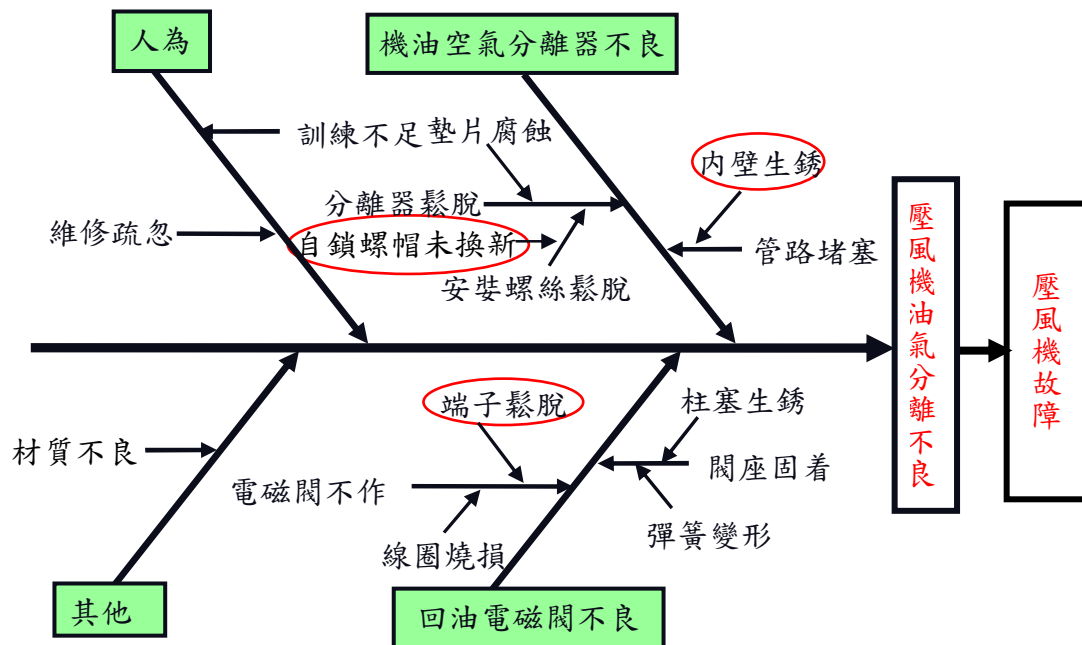 人為
機油空氣分離器不良
訓練不足
墊片腐蝕
內壁生銹
分離器鬆脫
維修疏忽
自鎖螺帽未換新
管路堵塞
安裝螺絲鬆脫
壓風機油氣分離不良
壓風機故障
端子鬆脫
柱塞生銹
材質不良
閥座固着
電磁閥不作
彈簧變形
線圈燒損
其他
回油電磁閥不良